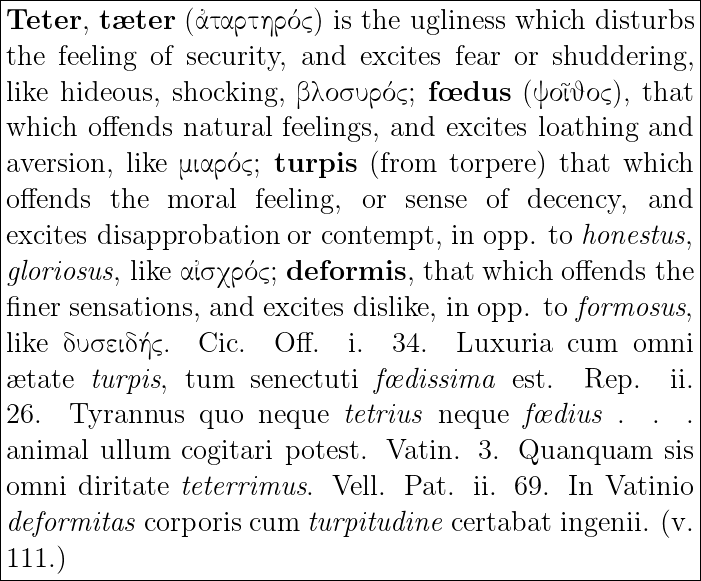 Teter, tæter (ἀταρτηρός) is the ugliness which disturbs
the feeling of security, and excites fear or shuddering,
like hideous, shocking, βλοσυρός; fœdus (ψοῖθος), that
which offends natural feelings, and excites loathing and
aversion, like μιαρός; turpis (from torpere) that which
offends the moral feeling, or sense of decency, and
excites disapprobation or contempt, in opp. to honestus,
gloriosus, like αἰσχρός; deformis, that which offends the
finer sensations, and excites dislike, in opp. to formosus,
like δυσειδής. Cic. Off. i. 34. Luxuria cum omni
ætate turpis, tum senectuti fœdissima est. Rep. ii.
26. Tyrannus quo neque tetrius neque fœdius . . .
animal ullum cogitari potest. Vatin. 3. Quanquam sis
omni diritate teterrimus. Vell. Pat. ii. 69. In Vatinio
deformitas corporis cum turpitudine certabat ingenii. (v.
111.)